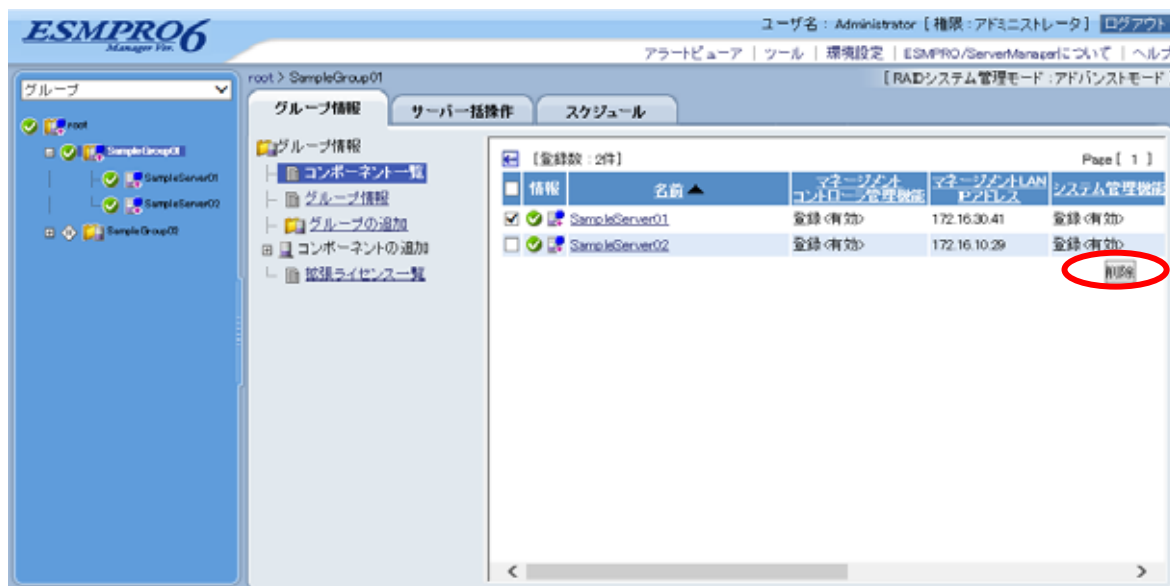 ESMPRO6
Manager Ver.
ユーザ名 : Administrator [ 権限 : アドミニストレータ ] ログアウト
アラートビューア | ツール | 環境設定 | ESMPRO/ServerManagerについて | ヘルプ
グループ
root
SampleGroup01
SampleServer01
SampleServer02
root > SampleGroup01
[ RAIDシステム管理モード : アドバンストモード
グループ情報
サーバ一括操作
スケジュール
グループ情報
コンポーネント一覧
グループ情報
グループの追加
コンポーネントの追加
拡張ライセンス一覧
[登録数 : 2件]
Page [ 1 ]
情報 名前▲ マネージメントコントローラ管理機能 マネージメントLAN IPアドレス システム管理機能
SampleServer01 登録<有効> 172.16.30.41 登録<有効>
SampleServer02 登録<有効> 172.16.10.29 登録<有効>
削除